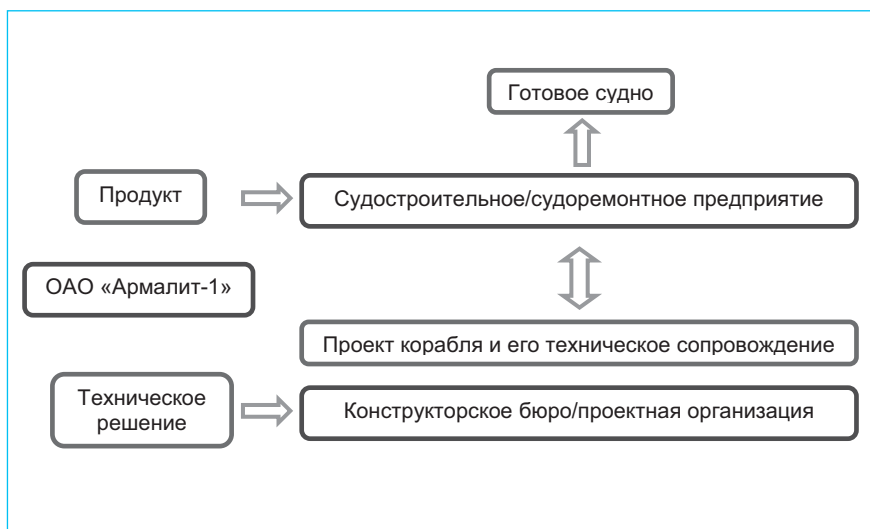 Готовое судно
Продукт
Судостроительное/судоремонтное предприятие
ОАО «Армалит-1»
Проект корабля и его техническое сопровождение
Техническое
решение
Конструкторское бюро/проектная организация